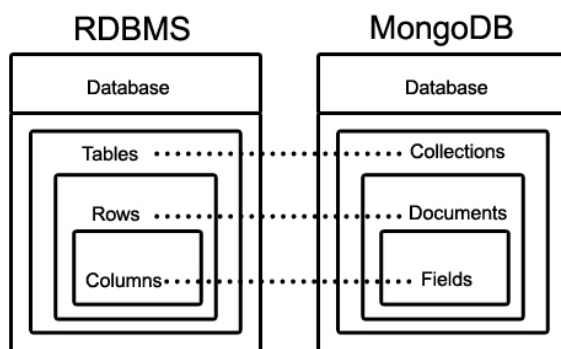 RDBMS
MongoDB
Database
Database
Tables
Collections
Rows
Documents
Columns
Fields